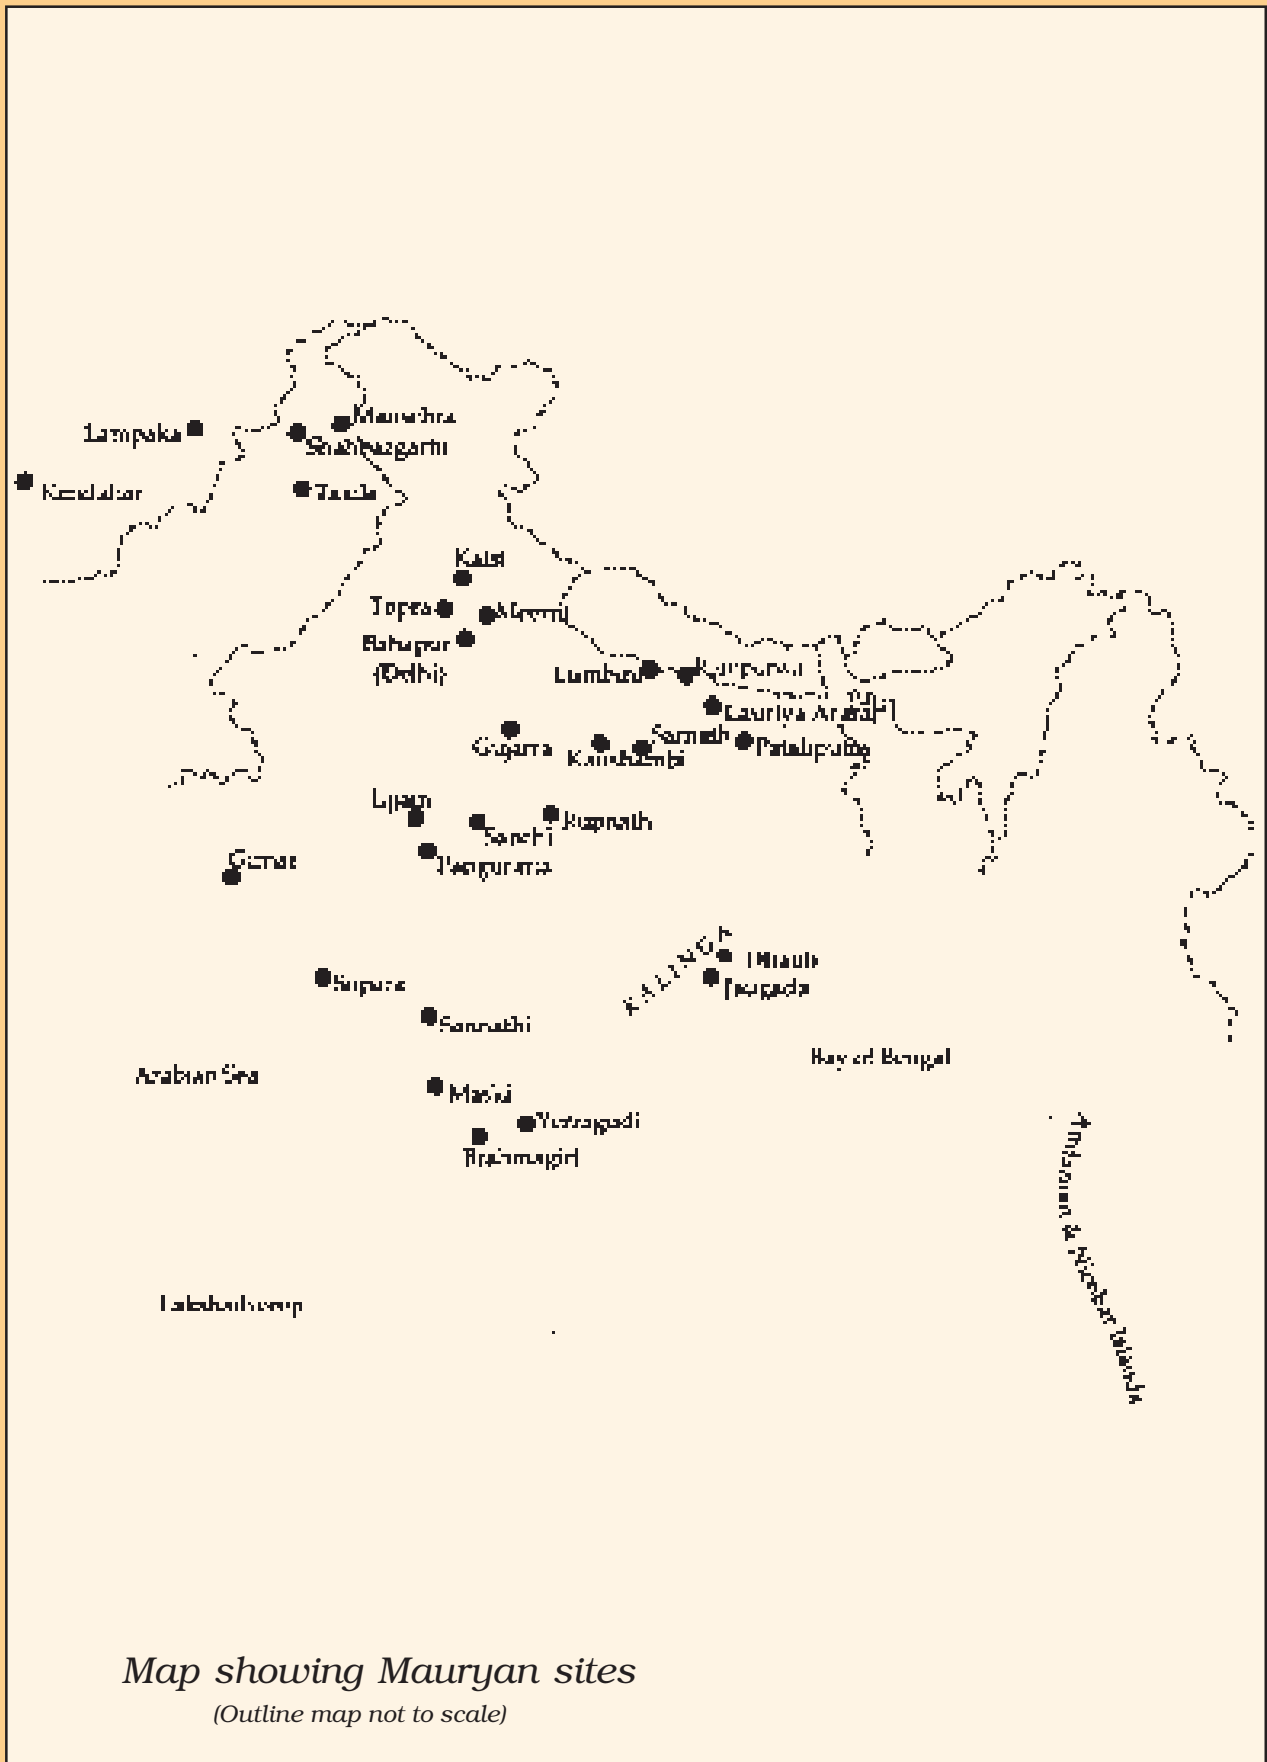 Mansehra
Lampaka
Shahbazgarhi
Kandahar
Taxila
Kalsi
Topra
Meerut
Bahapur
(Delhi)
Rampurwa
Lumbini
Lauriya Araraj
Sarnath
Gujarra
Kaushambi
Pataliputra
Ujjain
Rupnath
Sanchi
Girnar
Panguraria
KALINGA
Dhauli
Sopara
Jaugada
Sannathi
Bay of Bengal
Arabian Sea
Maski
Yerragudi
Brahmagiri
Andaman & Nicobar Islands
Lakshadweep
Map showing Mauryan sites
(Outline map not to scale)